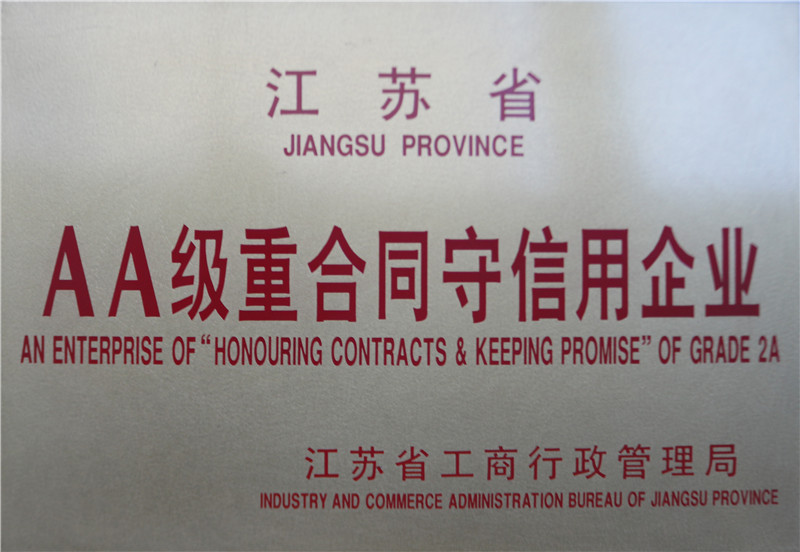 江苏省
JIANGSU PROVINCE
AA级重合同守信用企业
AN ENTERPRISE OF “HONOURING CONTRACTS & KEEPING PROMISE” OF GRADE 2A
江苏省工商行政管理局
INDUSTRY AND COMMERCE ADMINISTRATION BUREAU OF JIANGSU PROVINCE